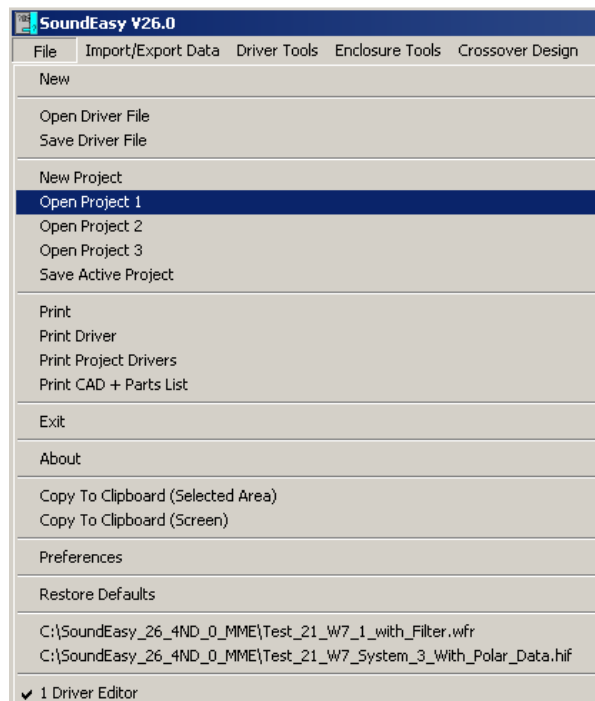 SoundEasy V26.0
File Import/Export Data Driver Tools Enclosure Tools Crossover Design
New
Open Driver File
Save Driver File
New Project
Open Project 1
Open Project 2
Open Project 3
Save Active Project
Print
Print Driver
Print Project Drivers
Print CAD + Parts List
Exit
About
Copy To Clipboard (Selected Area)
Copy To Clipboard (Screen)
Preferences
Restore Defaults
C:\SoundEasy_26_4ND_0_MME\Test_21_W7_1_with_Filter.wfr
C:\SoundEasy_26_4ND_0_MME\Test_21_W7_System_3_With_Polar_Data.hif
✓ 1 Driver Editor